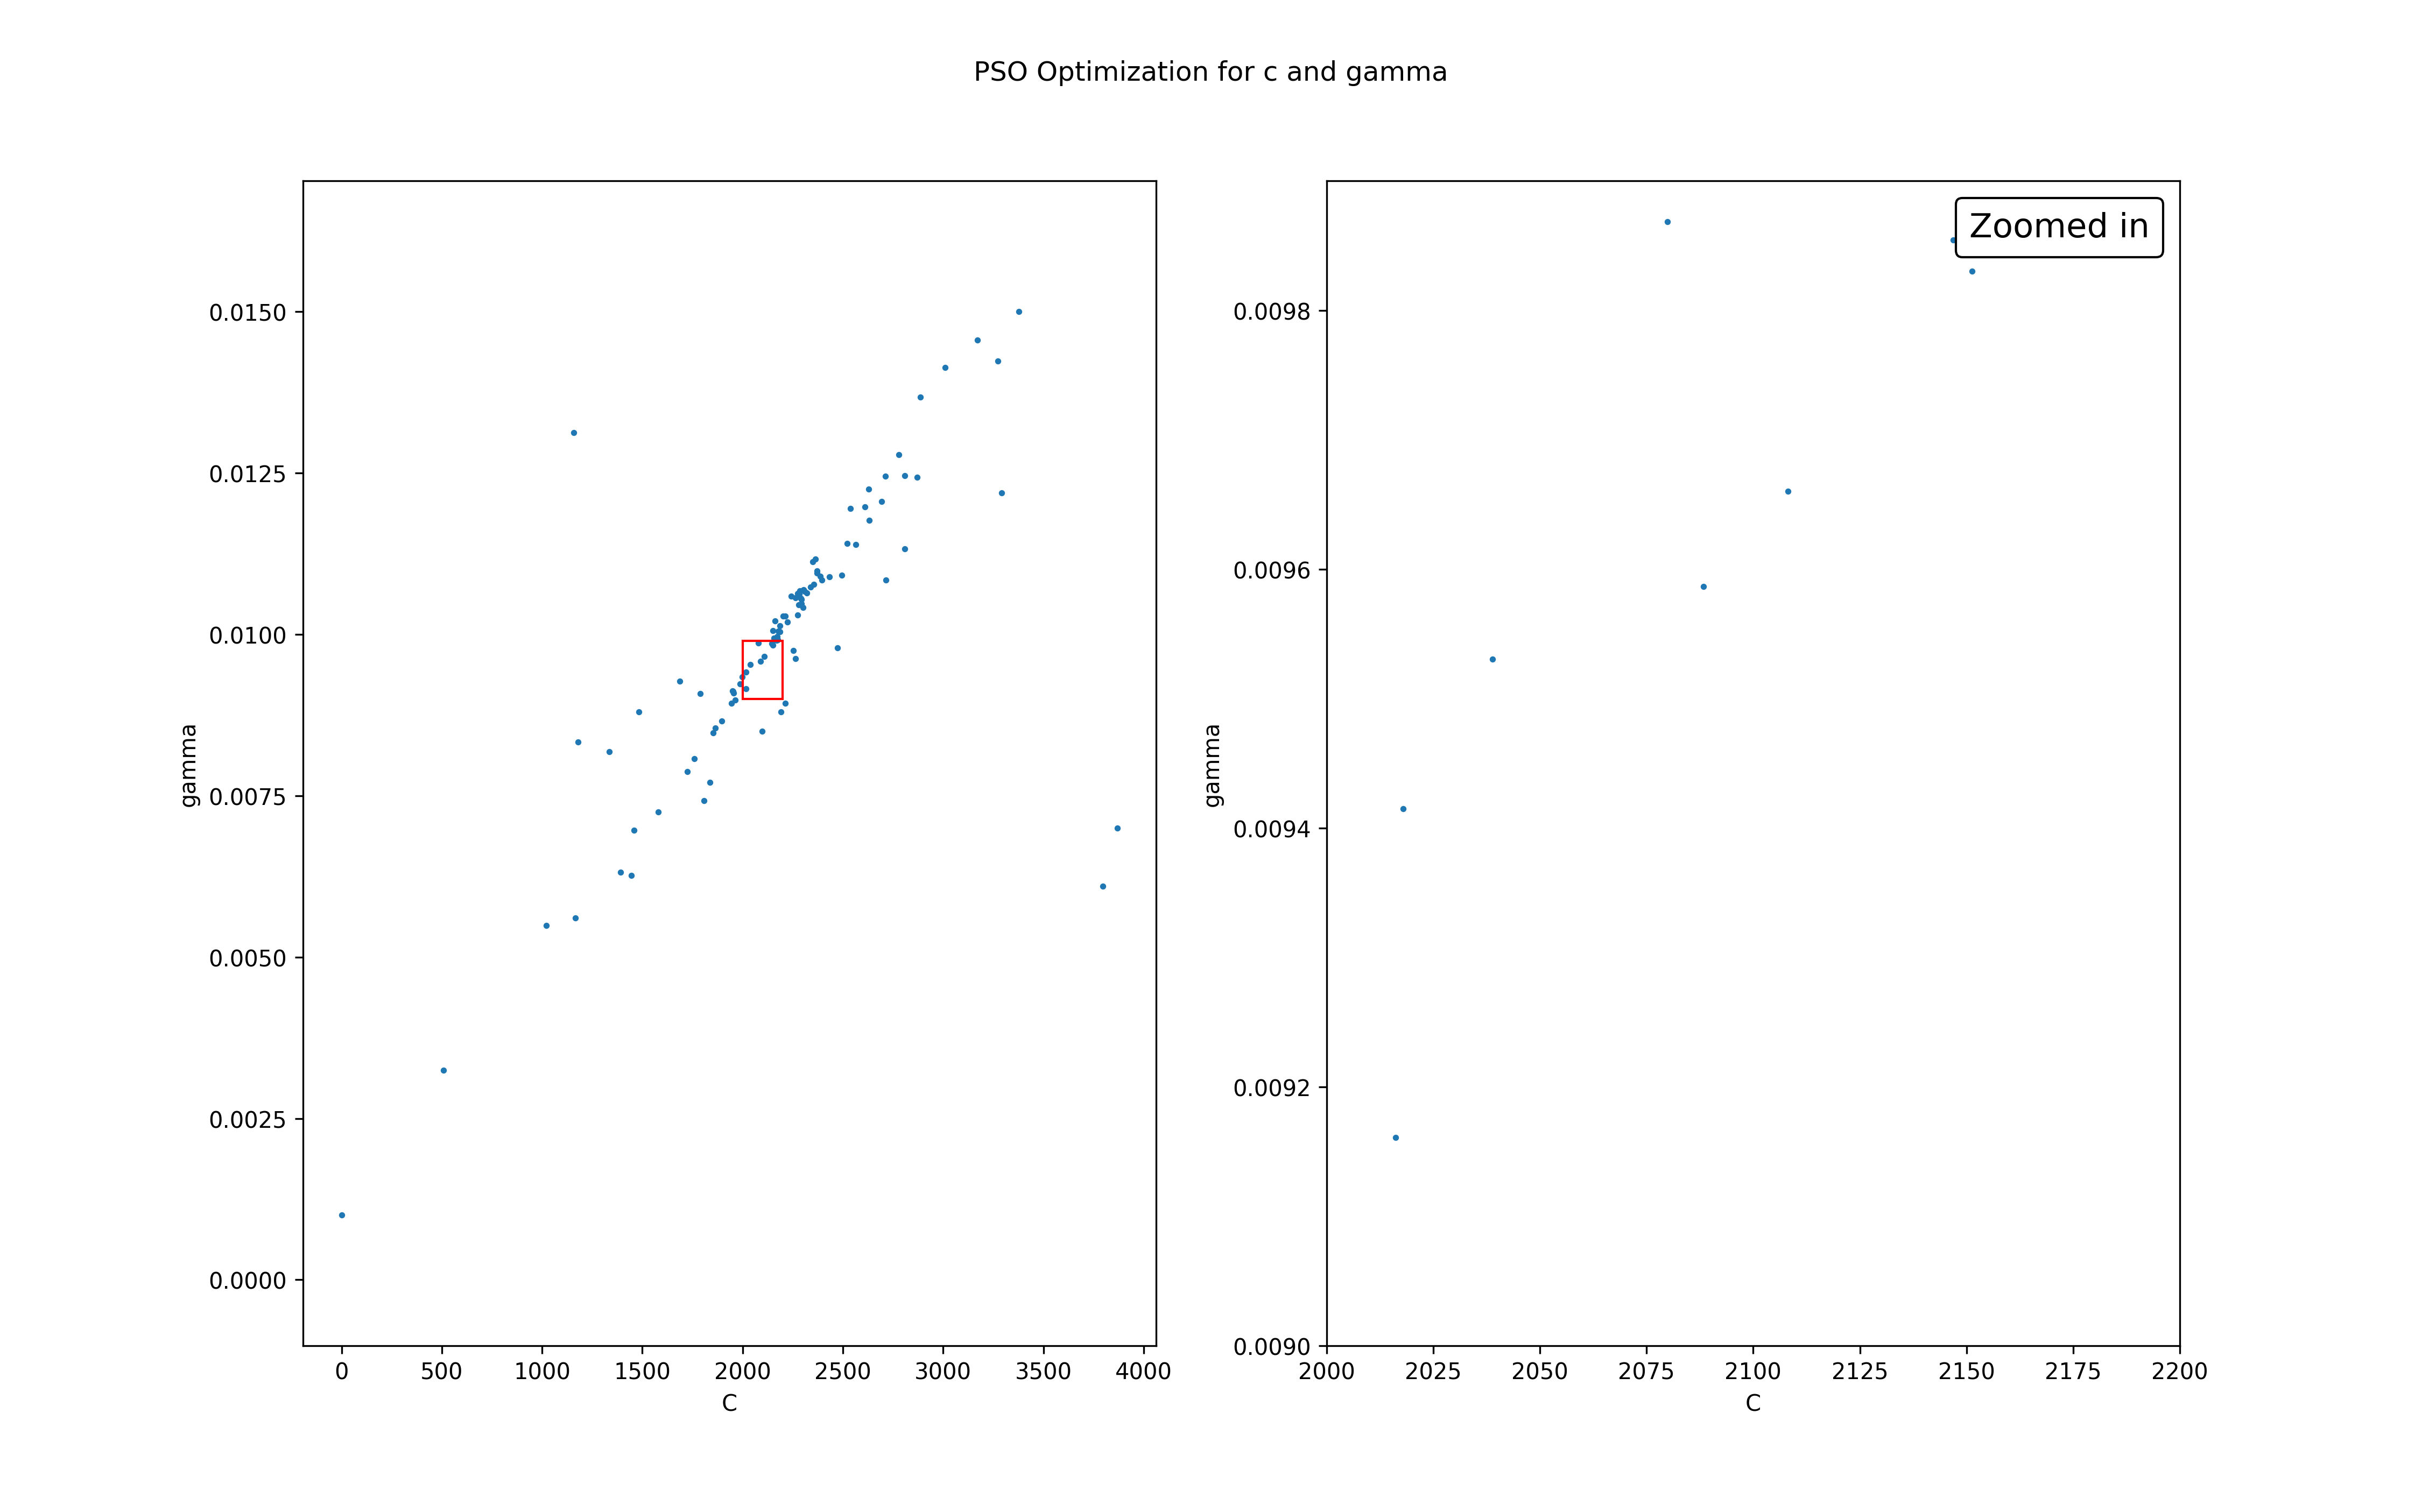 PSO Optimization for c and gamma
gamma
0.0150
0.0125
0.0100
0.0075
0.0050
0.0025
0.0000
0 500 1000 1500 2000 2500 3000 3500 4000
C
Zoomed in
gamma
0.0098
0.0096
0.0094
0.0092
0.0090
2000 2025 2050 2075 2100 2125 2150 2175 2200
C